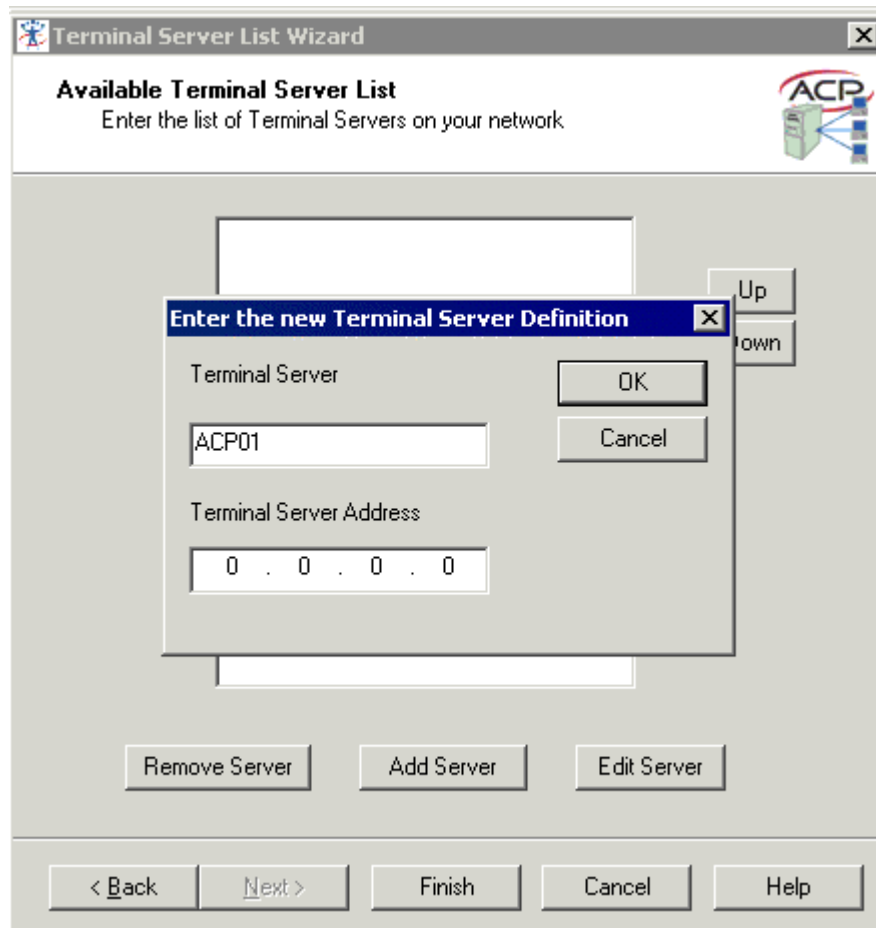 Terminal Server List Wizard
Available Terminal Server List
Enter the list of Terminal Servers on your network
ACP
Up
Enter the new Terminal Server Definition
Terminal Server
OK
ACP01
Cancel
Terminal Server Address
0 . 0 . 0 . 0
Remove Server
Add Server
Edit Server
< Back
Next >
Finish
Cancel
Help